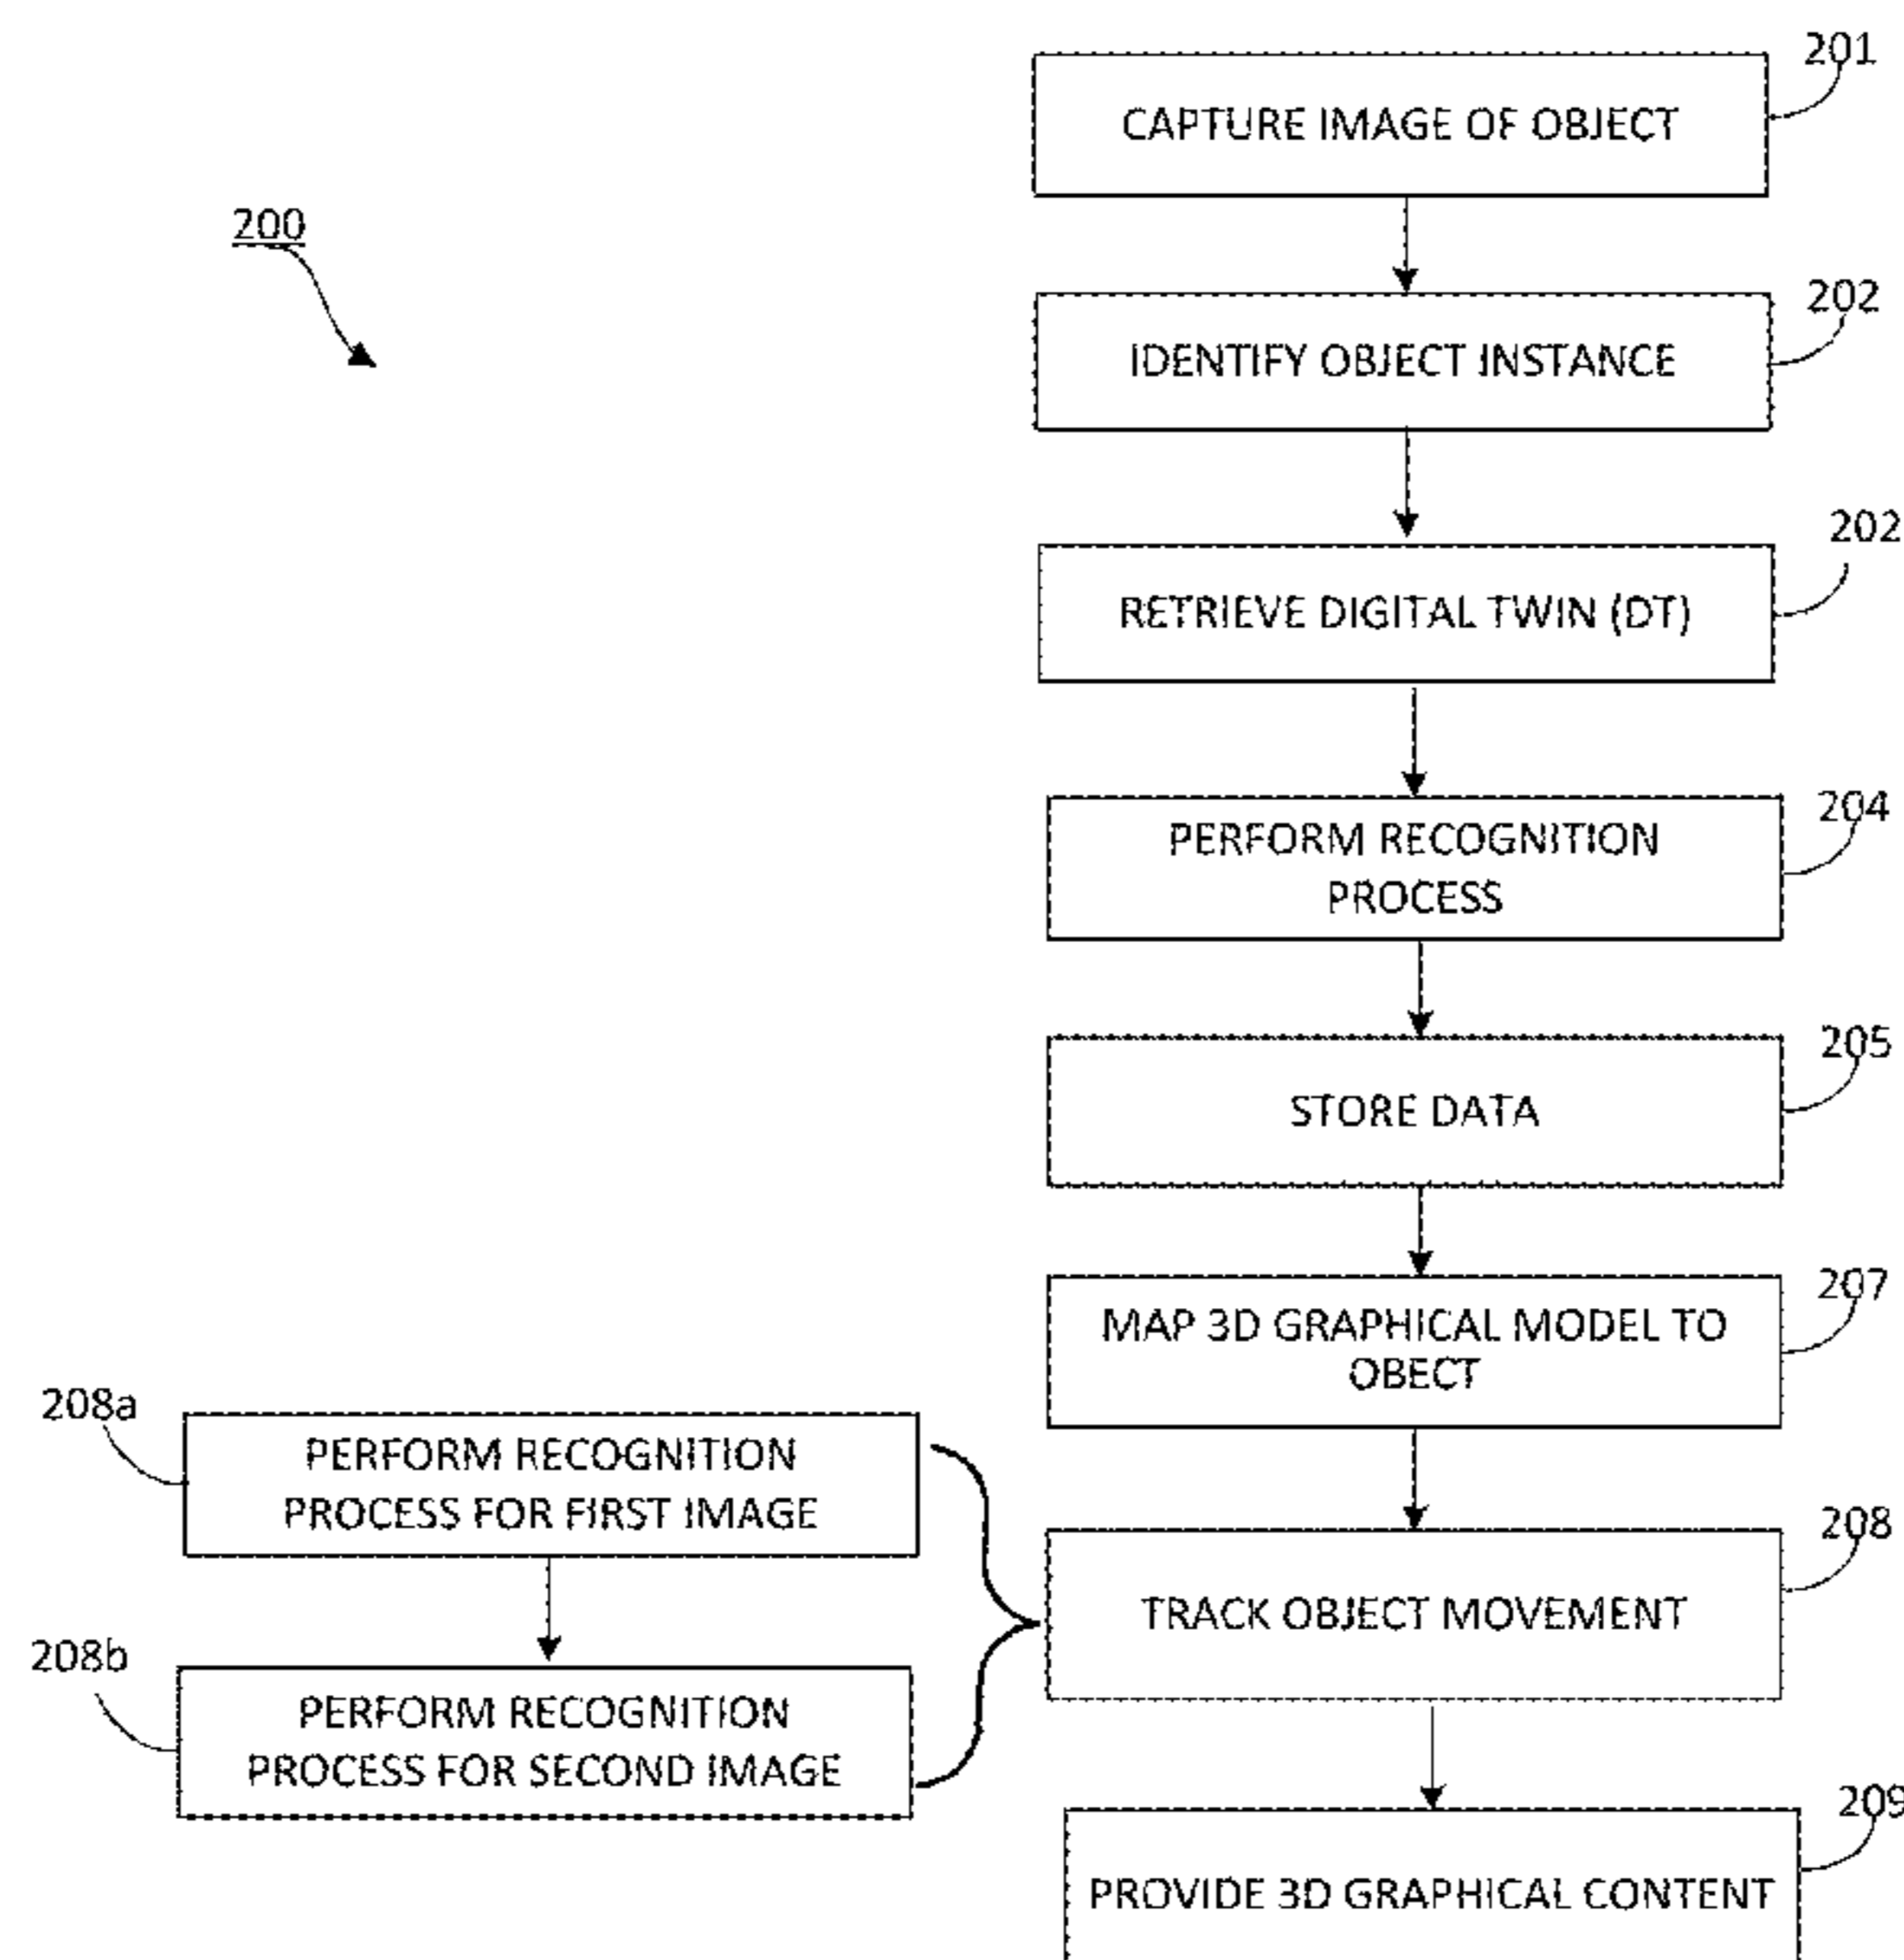 201
CAPTURE IMAGE OF OBJECT
200
202
IDENTIFY OBJECT INSTANCE
202
RETRIEVE DIGITAL TWIN (DT)
204
PERFORM RECOGNITION
PROCESS
205
STORE DATA
207
MAP 3D GRAPHICAL MODEL TO
OBECT
208a
PERFORM RECOGNITION
PROCESS FOR FIRST IMAGE
208
TRACK OBJECT MOVEMENT
208b
PERFORM RECOGNITION
PROCESS FOR SECOND IMAGE
209
PROVIDE 3D GRAPHICAL CONTENT